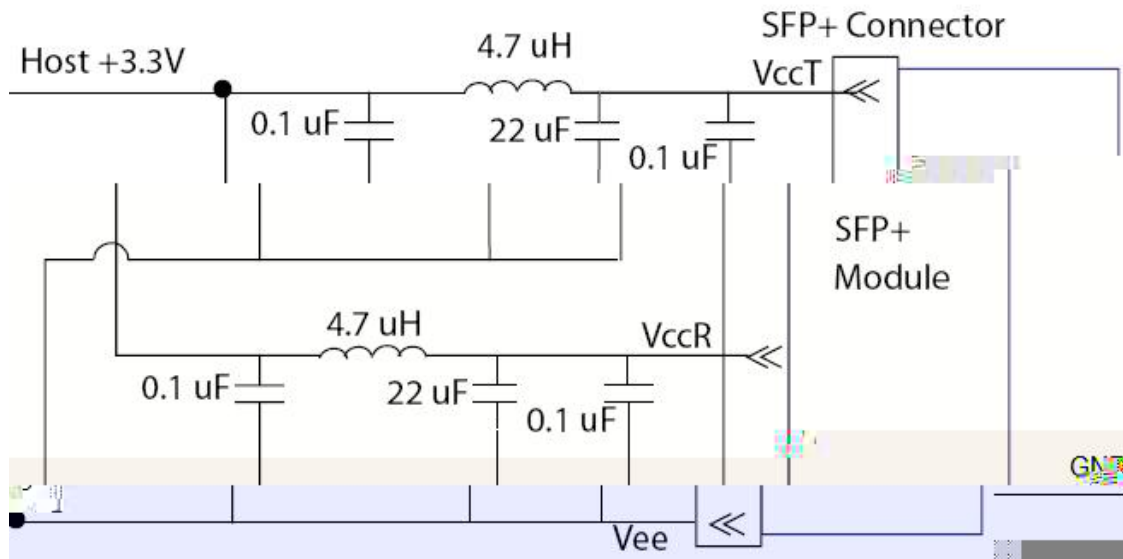 SFP+ Connector
4.7 uH
Host +3.3V
VccT
0.1 uF
22 uF
0.1 uF
SFP+
Module
4.7 uH
VccR
0.1 uF
22 uF
0.1 uF
Vee